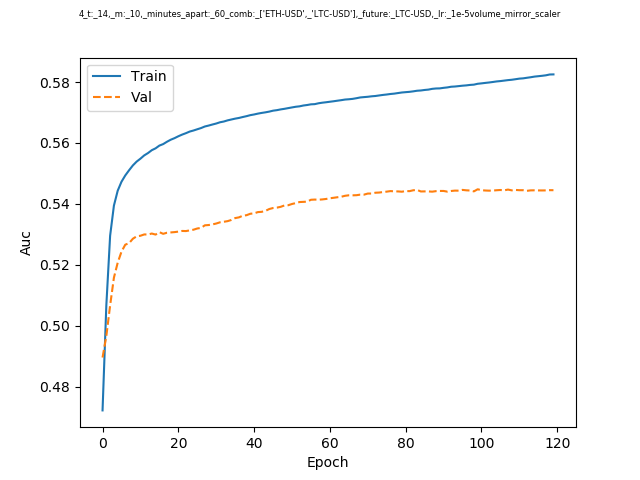 4_t:_14,_m:_10,_minutes_apart:_60_comb:_['ETH-USD',_'LTC-USD'],_future:_LTC-USD,_lr:_1e-5volume_mirror_scaler
Train
Val
0.58
0.56
0.54
0.52
0.50
0.48
Auc
0
20
40
60
80
100
120
Epoch